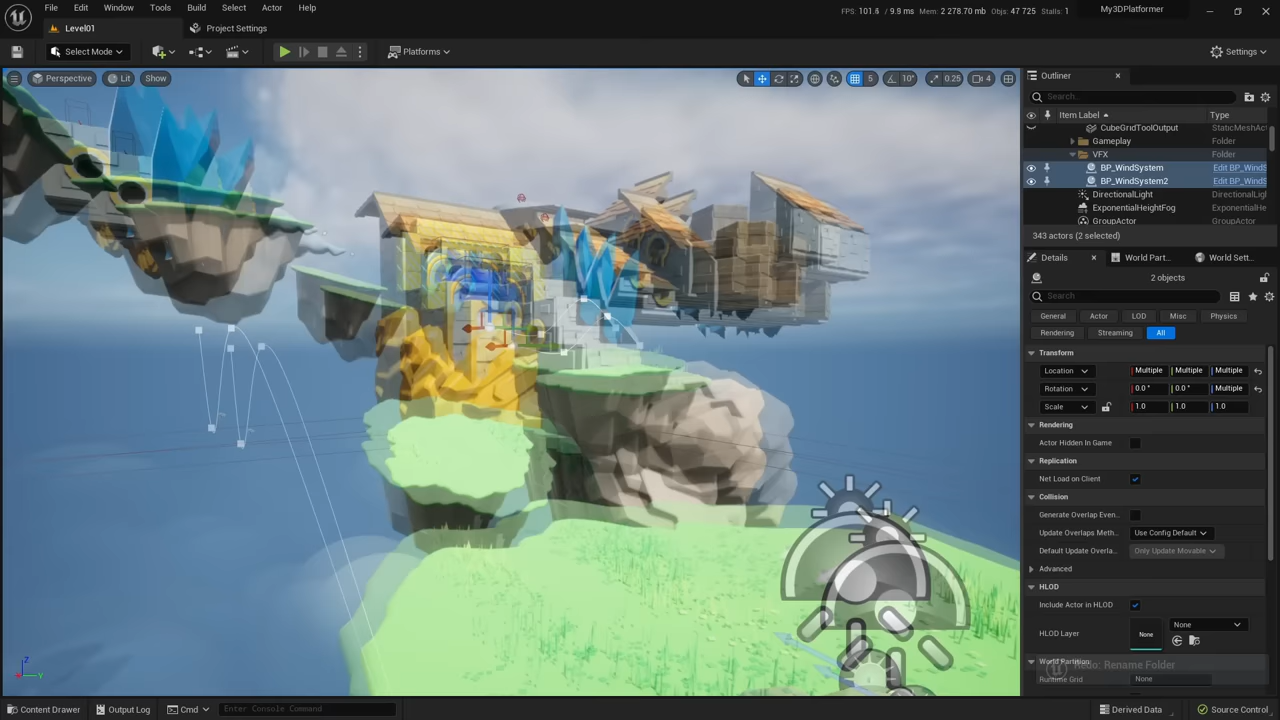 File Edit Window Tools Build Select Actor Help
FPS: 101.6 / 9.8 ms Mem: 2 278.70 mb Objs: 47 725 Stalls: 1
My3DPlatformer
Level01
Project Settings
Select Mode
Platforms
Settings
Perspective
Lit
Show
5
10°
0.25
4
Outliner
Search...
Item Label
Type
CubeGridToolOutput
StaticMeshAct
Gameplay
Folder
VFX
Folder
BP_WindSystem
Edit BP_WindS
BP_WindSystem2
Edit BP_WindS
DirectionalLight
DirectionalLig
ExponentialHeightFog
ExponentialHe
GroupActor
GroupActor
343 actors (2 selected)
Details
World Part...
World Sett...
2 objects
Search
General
Actor
LOD
Misc
Physics
Rendering
Streaming
All
Transform
Location
Multiple
Multiple
Multiple
Rotation
0.0 °
0.0 °
Multiple
Scale
1.0
1.0
1.0
Rendering
Actor Hidden In Game
Replication
Net Load on Client
Collision
Generate Overlap Even...
Update Overlaps Meth...
Use Config Default
Default Update Overla...
Only Update Movable
Advanced
HLOD
Include Actor in HLOD
HLOD Layer
None
None
World Partition
Redo: Rename Folder
Runtime Grid
None
Content Drawer
Output Log
Cmd
Enter Console Command
Derived Data
Source Control
Z
Y